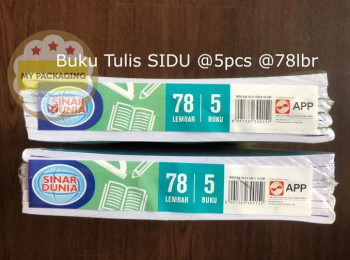 Buku Tulis SIDU @5pcs @78lbr
MY PACKAGING
SINAR
DUNIA
78
LEMBAR
5
BUKU
APP
SINAR
DUNIA
78
LEMBAR
5
BUKU
APP